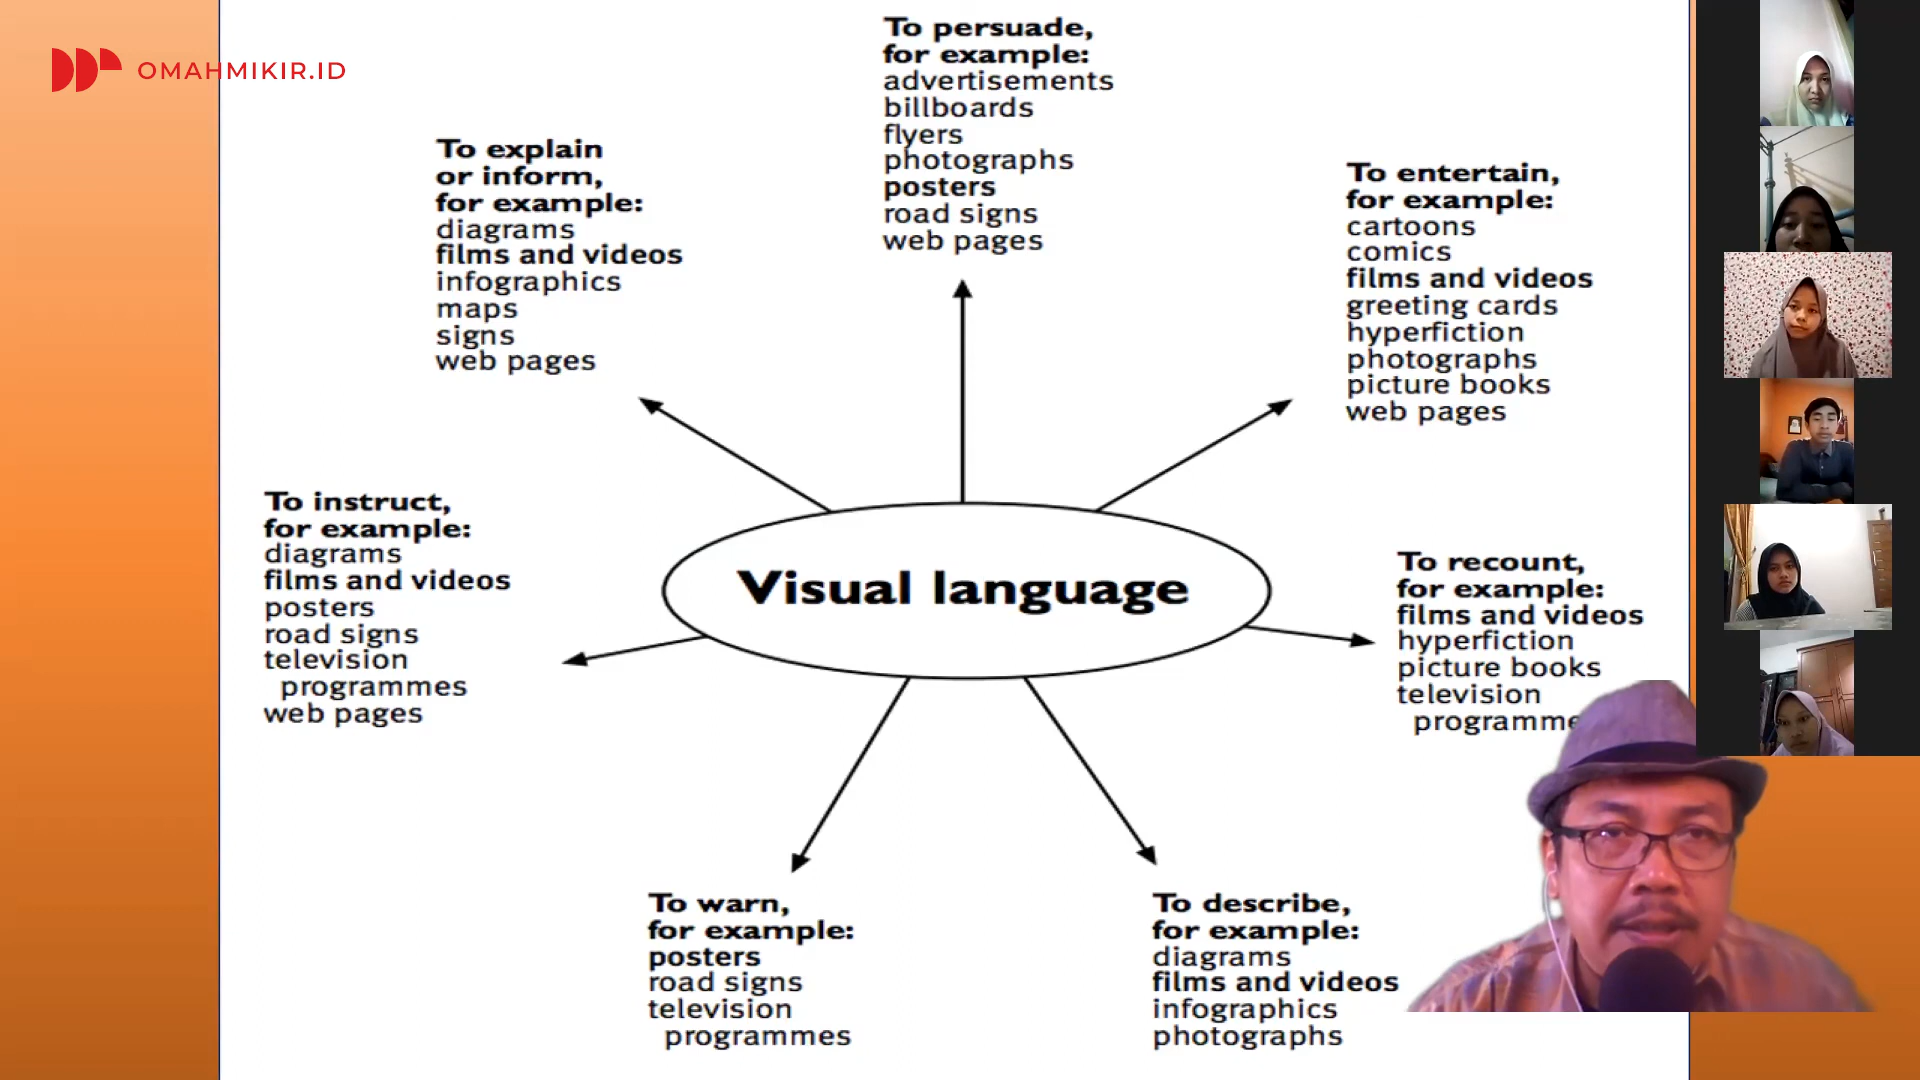 OMAHMIKIR.ID
To persuade,
for example:
advertisements
billboards
flyers
photographs
posters
road signs
web pages
To explain
or inform,
for example:
diagrams
films and videos
infographics
maps
signs
web pages
To entertain,
for example:
cartoons
comics
films and videos
greeting cards
hyperfiction
photographs
picture books
web pages
To instruct,
for example:
diagrams
films and videos
posters
road signs
television
programmes
web pages
Visual language
To recount,
for example:
films and videos
hyperfiction
picture books
television
To warn,
for example:
posters
road signs
television
programmes
To describe,
for example:
diagrams
films and videos
infographics
photographs